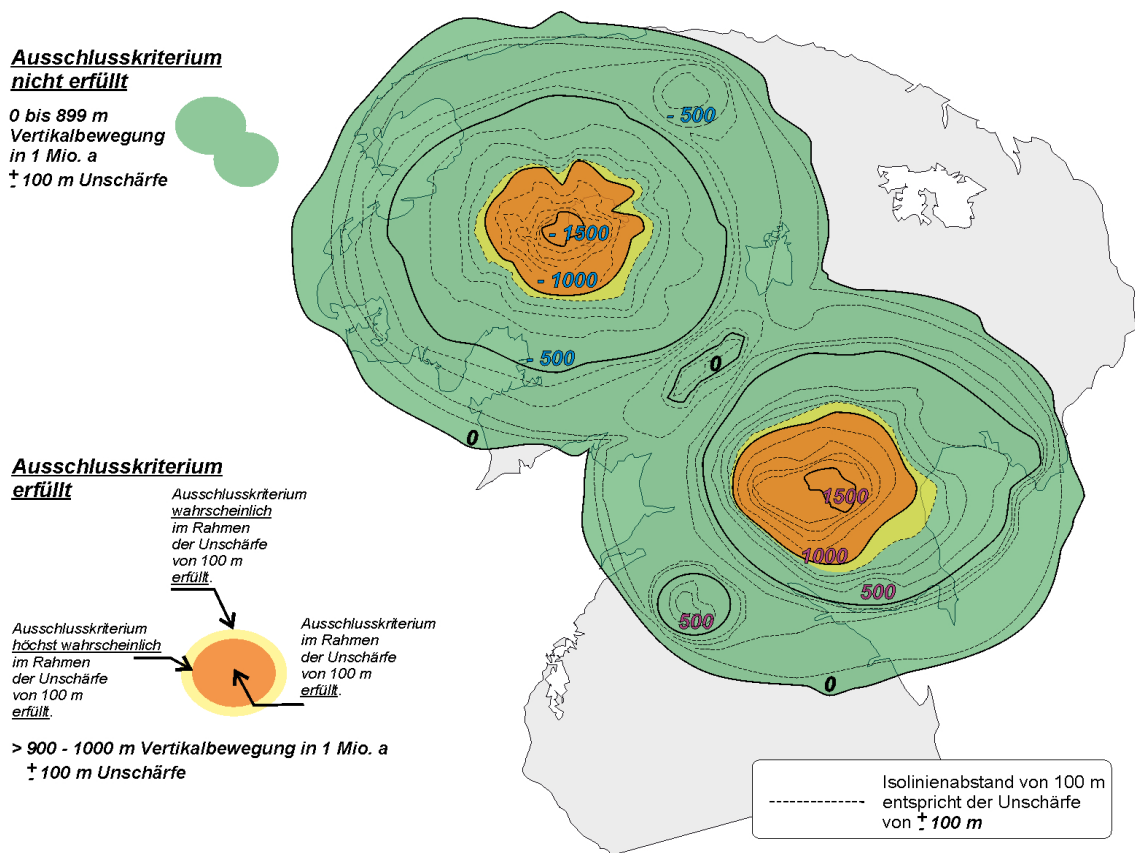 Ausschlusskriterium
nicht erfüllt
0 bis 899 m
Vertikalbewegung
in 1 Mio. a
± 100 m Unschärfe
- 500
- 1500
- 1000
- 500
0
0
1500
1000
500
500
0
Ausschlusskriterium
erfüllt
Ausschlusskriterium
wahrscheinlich
im Rahmen
der Unschärfe
von 100 m
erfüllt.
Ausschlusskriterium
höchst wahrscheinlich
im Rahmen
der Unschärfe
von 100 m
erfüllt.
Ausschlusskriterium
im Rahmen
der Unschärfe
von 100 m
erfüllt.
> 900 - 1000 m Vertikalbewegung in 1 Mio. a
± 100 m Unschärfe
Isolinienabstand von 100 m
entspricht der Unschärfe
von ± 100 m